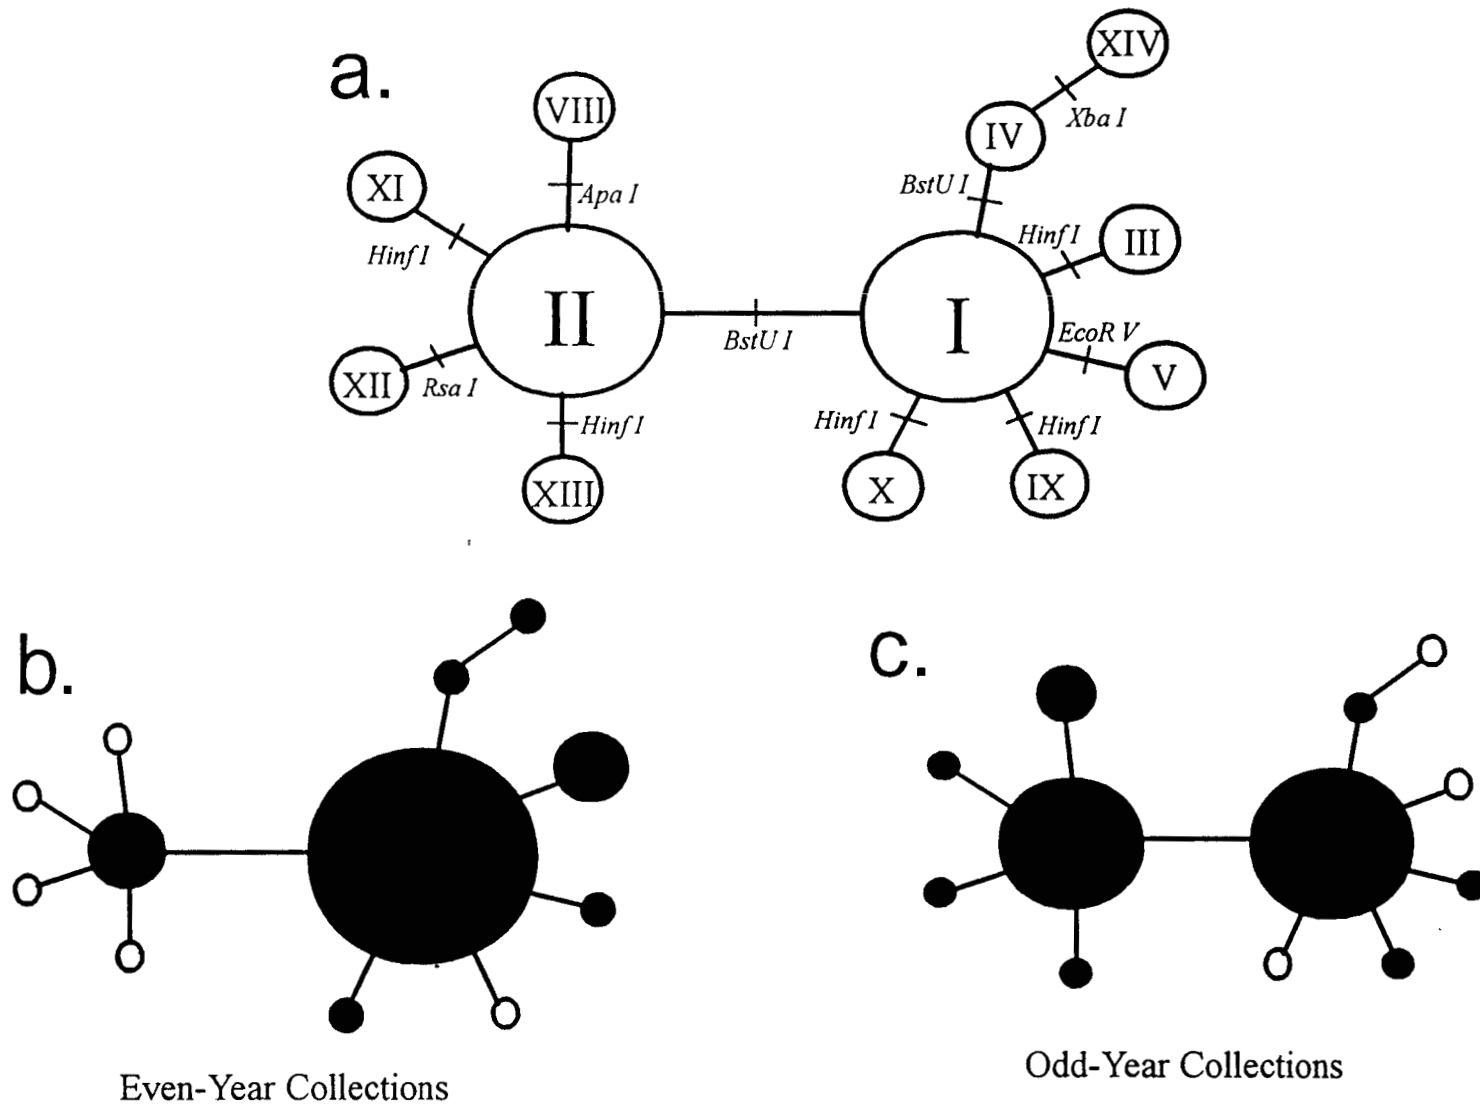 a.
XIV
VIII
IV
Xba I
XI
BstU I
Apa I
Hinf I
III
Hinf I
II
I
EcoR V
BstU I
XII
Rsa I
V
Hinf I
Hinf I
Hinf I
X
IX
XIII
b.
c.
Even-Year Collections
Odd-Year Collections